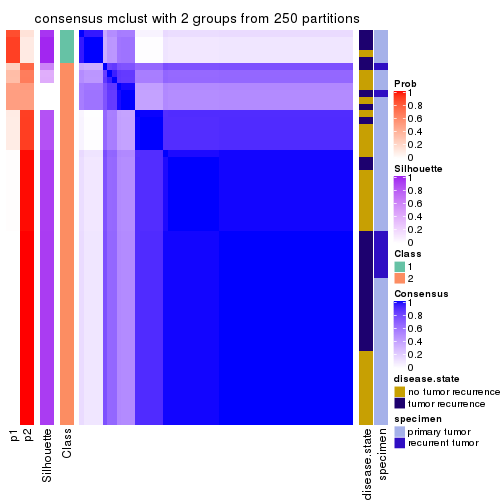 consensus mclust with 2 groups from 250 partitions
Prob
1
0.8
0.6
0.4
0.2
0
Silhouette
1
0.8
0.6
0.4
0.2
0
Class
1
2
Consensus
1
0.8
0.6
0.4
0.2
0
disease.state
no tumor recurrence
tumor recurrence
specimen
primary tumor
recurrent tumor
p1
p2
Silhouette
Class
disease.state
specimen